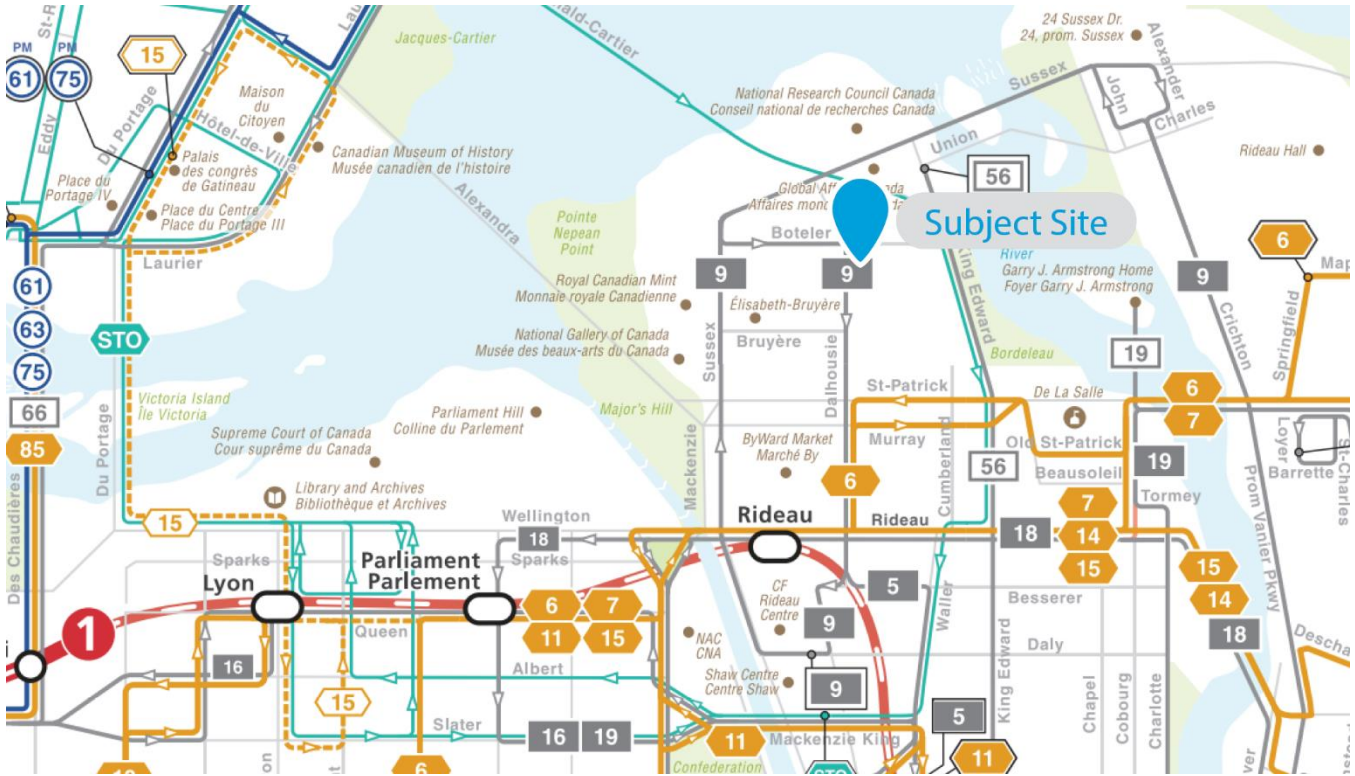 PM
PM
61
75
15
St-R
Laurier
Lau
Jacques-Cartier
ald-Cartier
24 Sussex Dr.
24, prom. Sussex
Alexander
Sussex
John
Charles
Eddy
Du Portage
Maison
du
Citoyen
Hôtel-de-Ville
National Research Council Canada
Conseil national de recherches Canada
Union
Rideau Hall
Canadian Museum of History
Musée canadien de l'histoire
Palais
des congrès
de Gatineau
Place du
Portage IV
Place du Centre
Place du Portage III
Alexandra
56
Global Aff
da
Affaires mon
da
Subject Site
Pointe
Nepean
Point
Boteler
6
Map
Laurier
River
Garry J. Armstrong Home
Foyer Garry J. Armstrong
King Edward
9
9
9
61
63
75
66
85
Royal Canadian Mint
Monnaie royale Canadienne
Élisabeth-Bruyère
Springfield
Crichton
STO
National Gallery of Canada
Musée des beaux-arts du Canada
Sussex
Bruyère
Dalhousie
Bordeleau
19
Victoria Island
Île Victoria
St-Patrick
De La Salle
6
7
Parliament Hill
Colline du Parlement
Major's Hill
Du Portage
Supreme Court of Canada
Cour suprême du Canada
ByWard Market
Marché By
Murray
Cumberland
Old St-Patrick
Loyer
St-Charles
Mackenzie
56
19
Barrette
Beausoleil
Library and Archives
Bibliothèque et Archives
6
7
Tormey
Prom Vanier Pkwy
Des Chaudières
15
Wellington
Rideau
Rideau
18
14
15
18
Sparks
Sparks
Parliament
Parlement
Lyon
15
14
18
CF
Rideau
Centre
5
Besserer
Waller
1
6
7
11
15
Queen
9
NAC
CNA
Daly
Descha
16
Albert
Shaw Centre
Centre Shaw
9
King Edward
Chapel
Cobourg
Charlotte
15
Slater
16
19
11
Mackenzie King
5
11
6
Confederation
STO